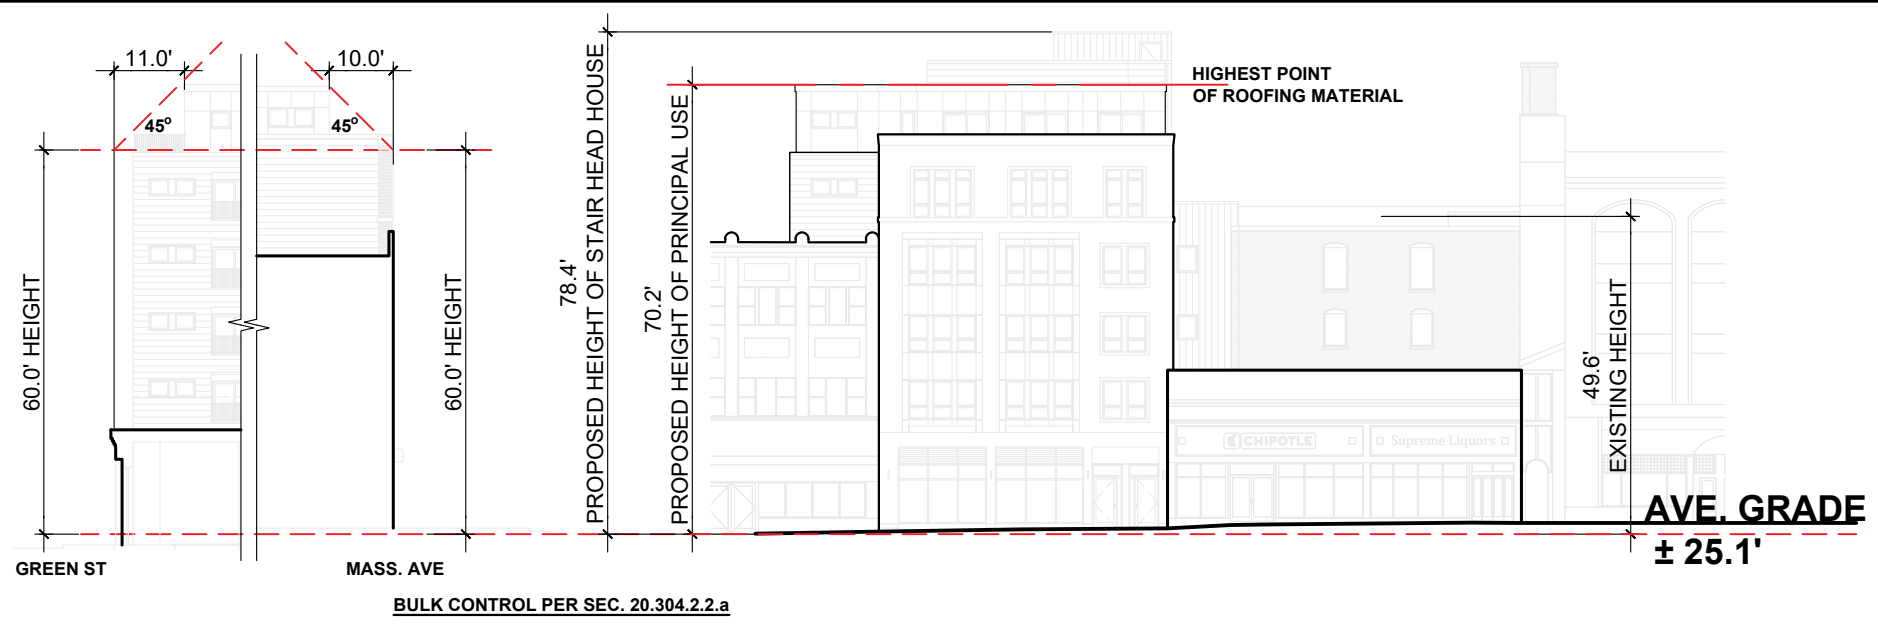 11.0'
10.0'
45°
45°
60.0' HEIGHT
60.0' HEIGHT
GREEN ST
MASS. AVE
BULK CONTROL PER SEC. 20.304.2.2.a
78.4'
PROPOSED HEIGHT OF STAIR HEAD HOUSE
70.2'
PROPOSED HEIGHT OF PRINCIPAL USE
HIGHEST POINT
OF ROOFING MATERIAL
CHIPOTLE
Supreme Liquors
49.6'
EXISTING HEIGHT
AVE. GRADE
± 25.1'